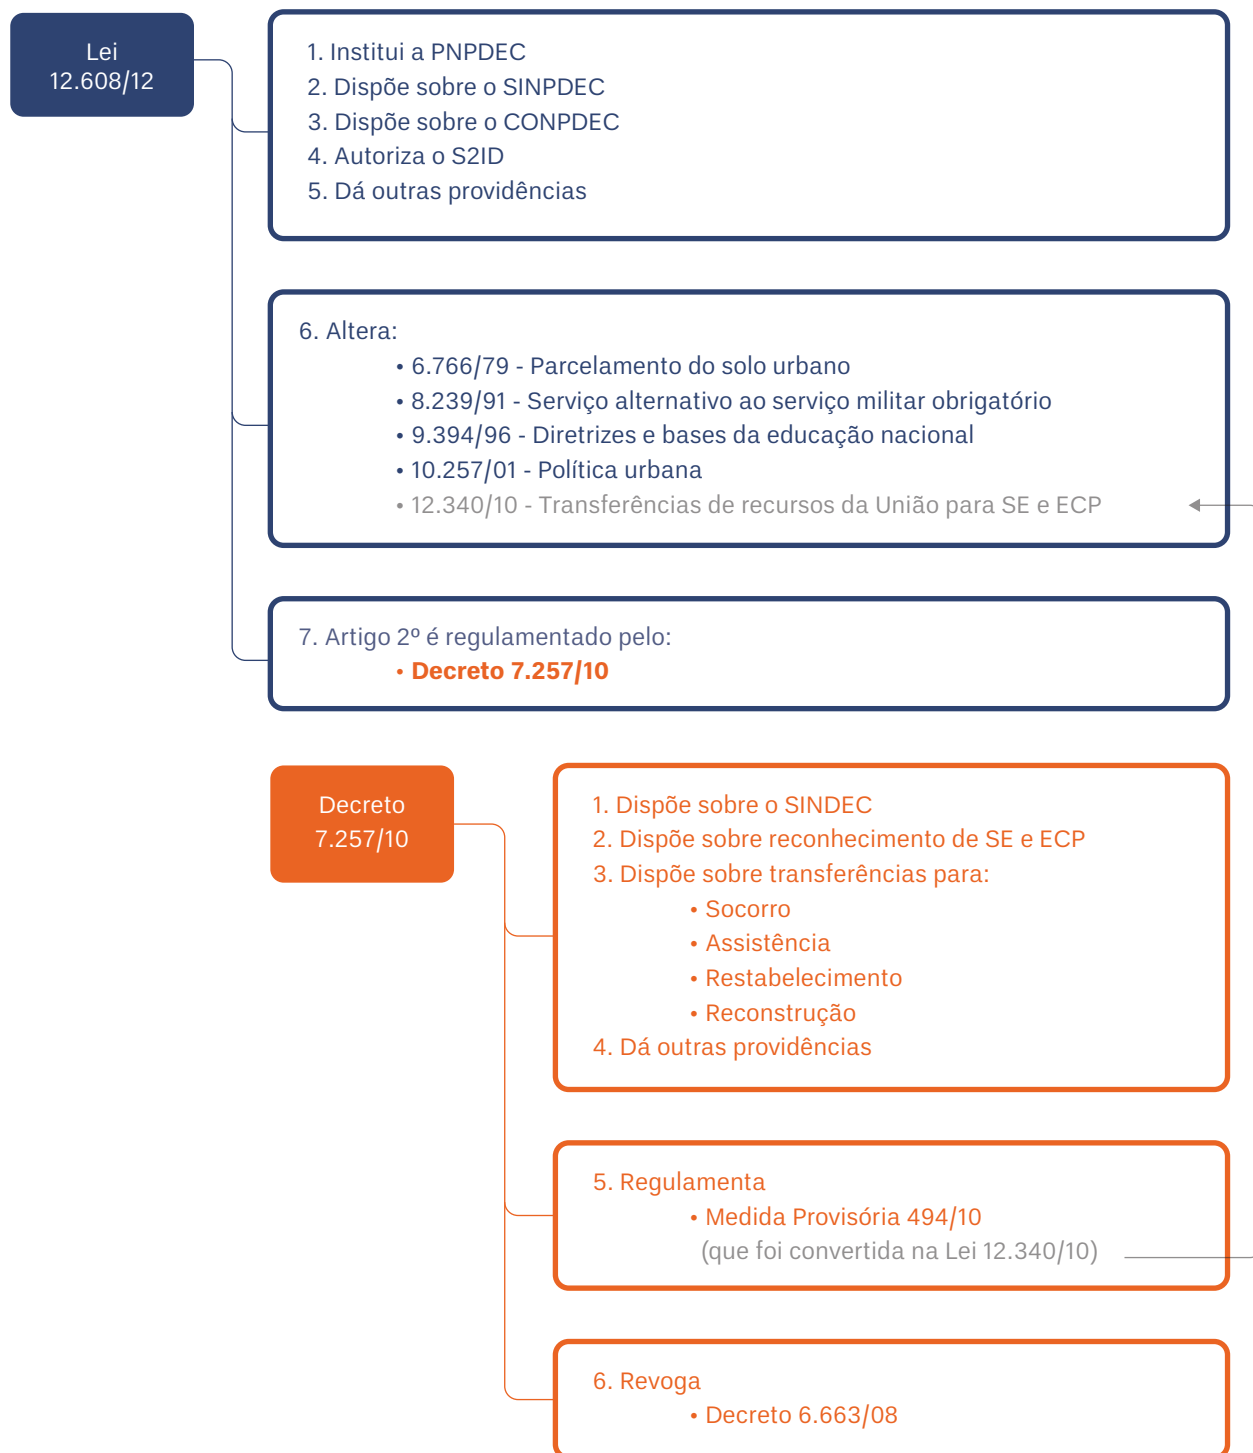 Lei
12.608/12
1. Institui a PNPDEC
2. Dispõe sobre o SINPDEC
3. Dispõe sobre o CONPDEC
4. Autoriza o S2ID
5. Dá outras providências
6. Altera:
• 6.766/79 - Parcelamento do solo urbano
• 8.239/91 - Serviço alternativo ao serviço militar obrigatório
• 9.394/96 - Diretrizes e bases da educação nacional
• 10.257/01 - Política urbana
• 12.340/10 - Transferências de recursos da União para SE e ECP
7. Artigo 2º é regulamentado pelo:
• Decreto 7.257/10
Decreto
7.257/10
1. Dispõe sobre o SINDEC
2. Dispõe sobre reconhecimento de SE e ECP
3. Dispõe sobre transferências para:
• Socorro
• Assistência
• Restabelecimento
• Reconstrução
4. Dá outras providências
5. Regulamenta
• Medida Provisória 494/10
(que foi convertida na Lei 12.340/10)
6. Revoga
• Decreto 6.663/08